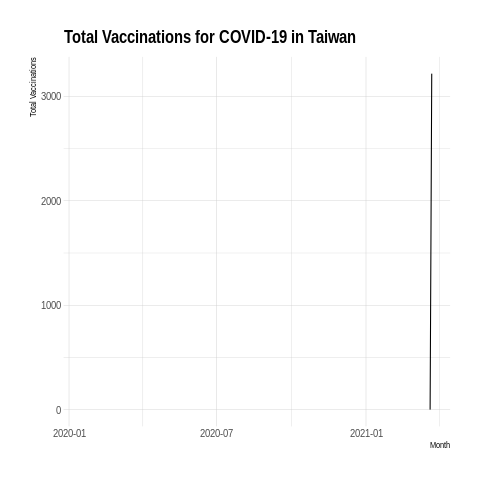 Total Vaccinations for COVID-19 in Taiwan
Total Vaccinations
3000
2000
1000
0
2020-01 2020-07 2021-01
Month